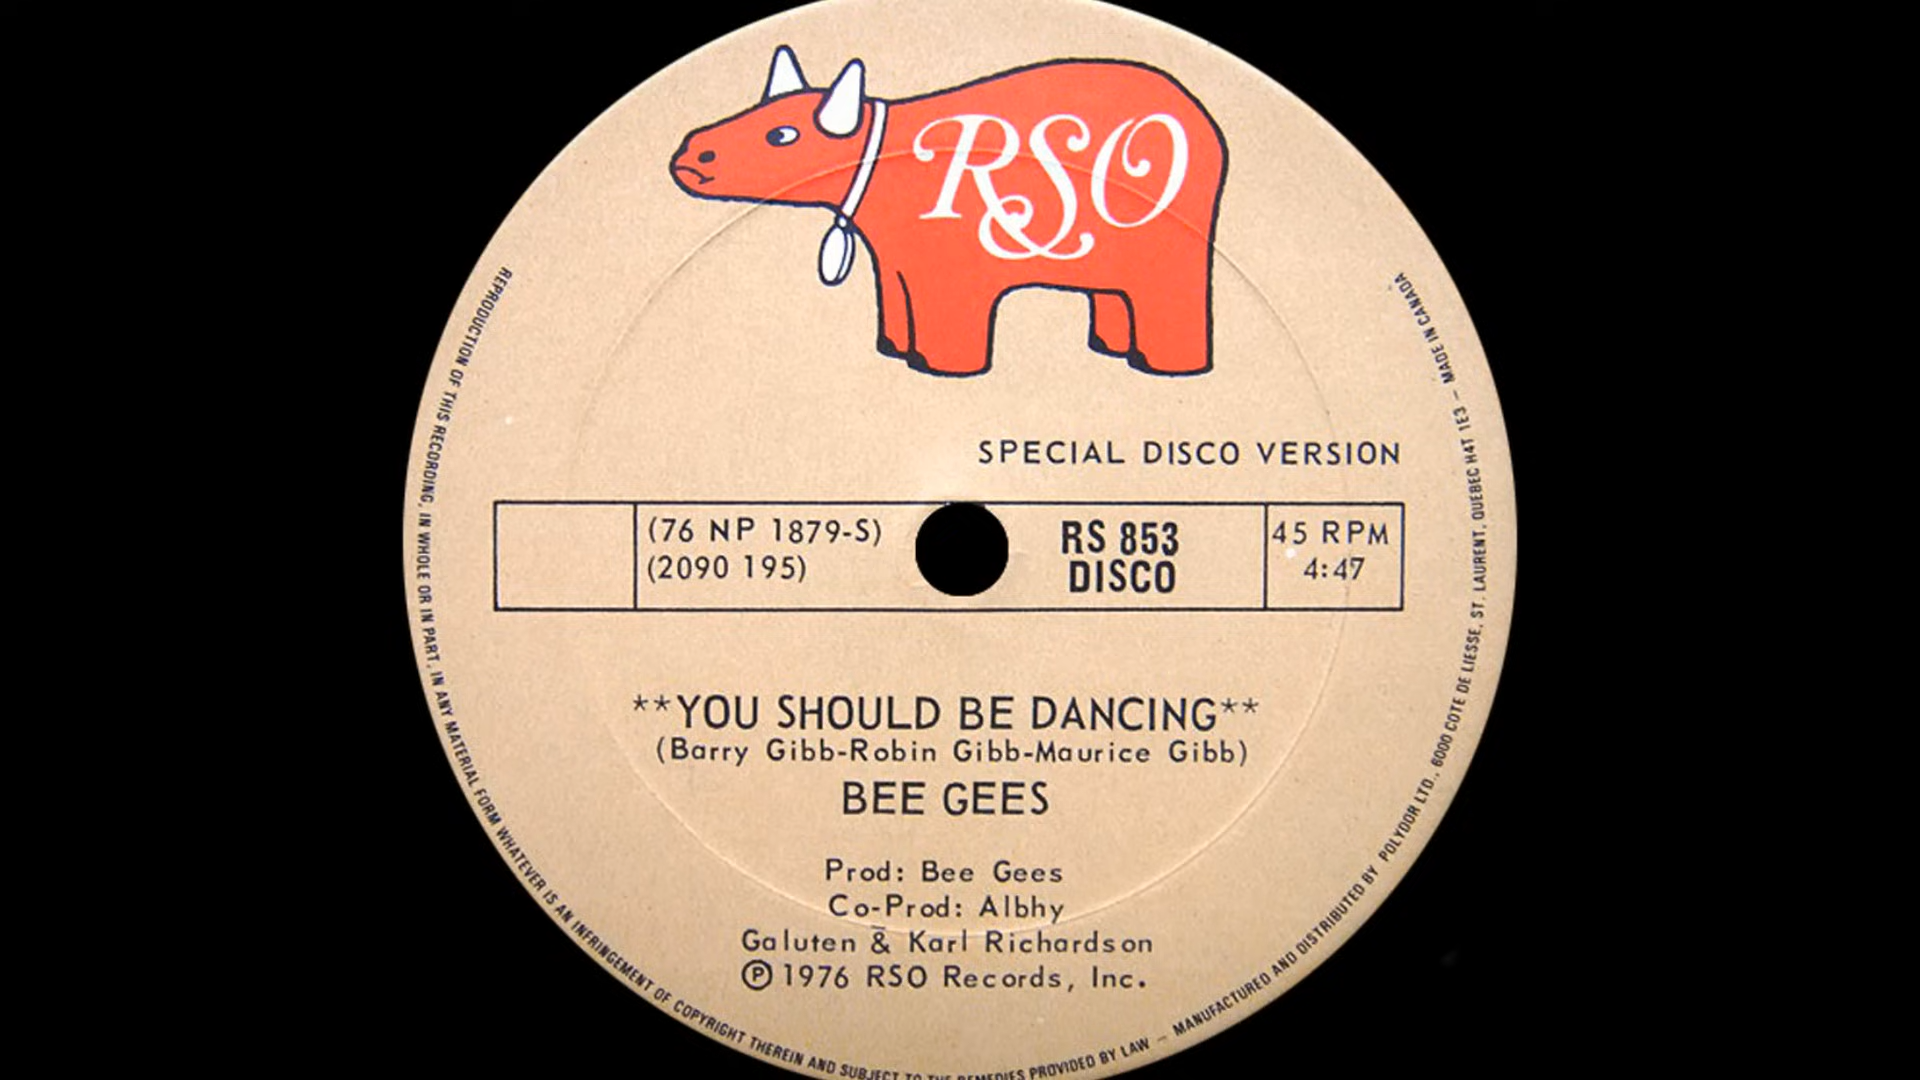 RSO
SPECIAL DISCO VERSION
(76 NP 1879-S)
(2090 195)
RS 853
DISCO
45 RPM
4:47
**YOU SHOULD BE DANCING**
(Barry Gibb-Robin Gibb-Maurice Gibb)
BEE GEES
Prod: Bee Gees
Co-Prod: Albhy
Galuten & Karl Richardson
Ⓟ 1976 RSO Records, Inc.
REPRODUCTION OF THIS RECORDING, IN WHOLE OR IN PART, IN ANY MATERIAL FORM WHATEVER IS AN INFRINGEMENT OF COPYRIGHT THEREIN AND SUBJECT TO THE REMEDIES PROVIDED BY LAW – MANUFACTURED AND DISTRIBUTED BY POLYDOR LTD., 6000 COTE DE LIESSE, ST. LAURENT, QUEBEC H4T 1E3 – MADE IN CANADA